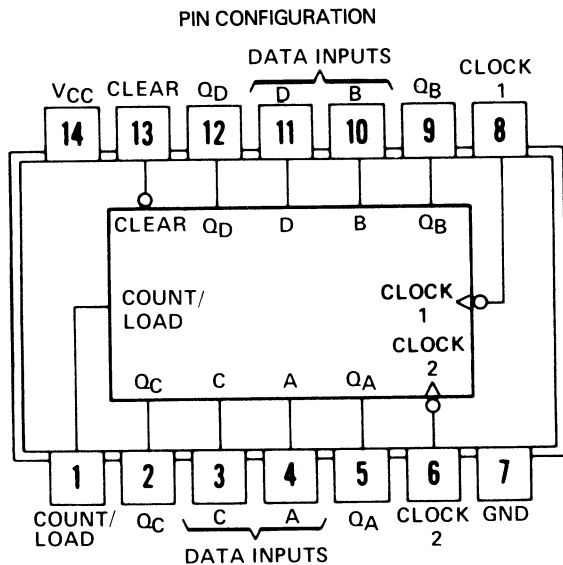 PIN CONFIGURATION
DATA INPUTS
VCC CLEAR QD D B QB CLOCK 1
14 13 12 11 10 9 8
CLEAR QD D B QB
COUNT/
LOAD
CLOCK
1
CLOCK
2
QC C A QA
1 2 3 4 5 6 7
COUNT/
LOAD
QC C A QA CLOCK
2
GND
DATA INPUTS